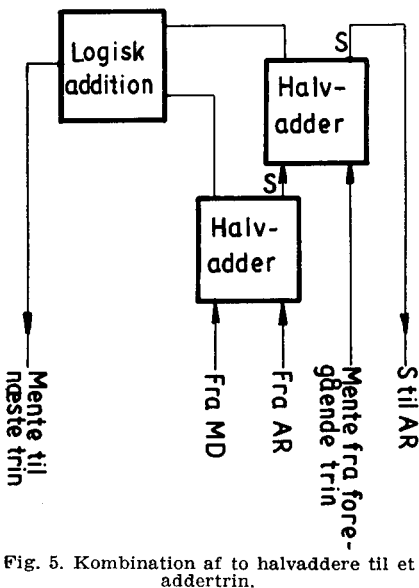 Logisk
addition
S
Halv-
adder
S
Halv-
adder
Mente til
næste trin
Fra MD
Fra AR
Mente fra fore-
gående trin
S til AR
Fig. 5. Kombination af to halvaddere til et
addertrin.